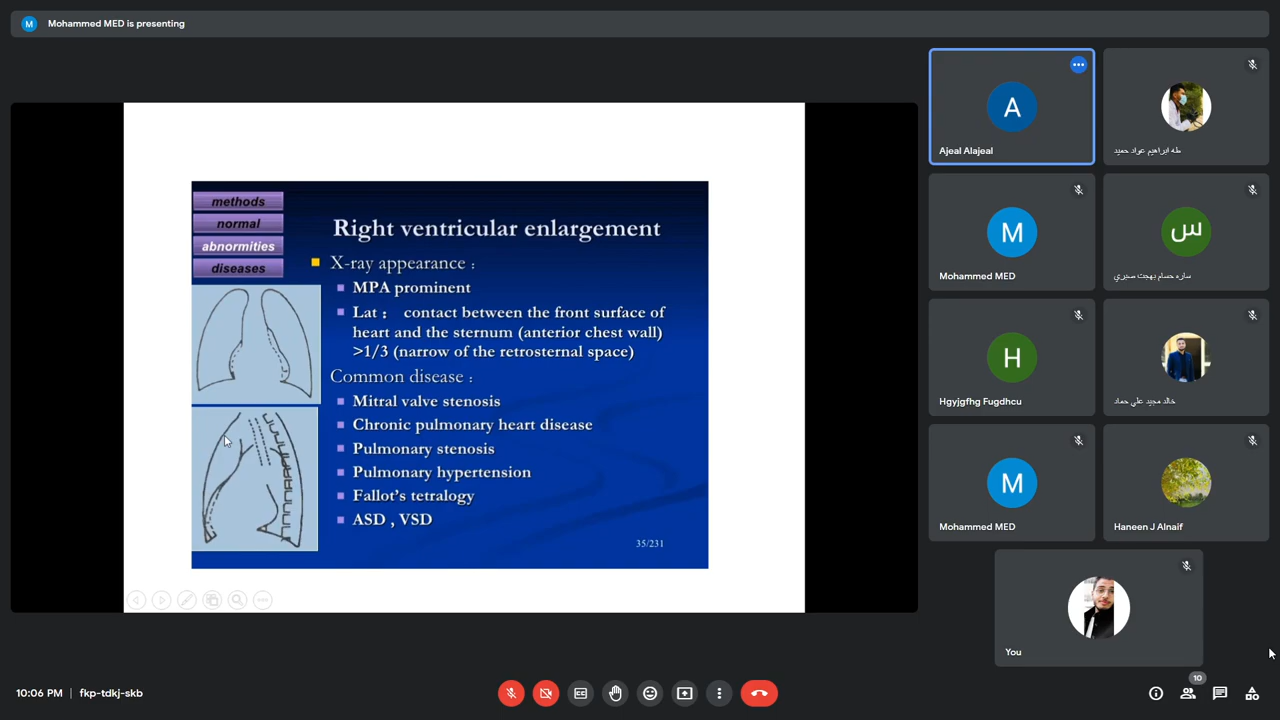 M Mohammed MED is presenting
methods
normal
abnormities
diseases
Right ventricular enlargement
X-ray appearance :
MPA prominent
Lat : contact between the front surface of
heart and the sternum (anterior chest wall)
>1/3 (narrow of the retrosternal space)
Common disease :
Mitral valve stenosis
Chronic pulmonary heart disease
Pulmonary stenosis
Pulmonary hypertension
Fallot's tetralogy
ASD , VSD
35/231
A
Ajeal Alajeal
طه ابراهيم عواد حميد
M
Mohammed MED
س
ساره حسام بهجت صبري
H
Hgyjgfhg Fugdhcu
خالد مجيد علي حماد
M
Mohammed MED
Haneen J Alnaif
You
10:06 PM | fkp-tdkj-skb
10